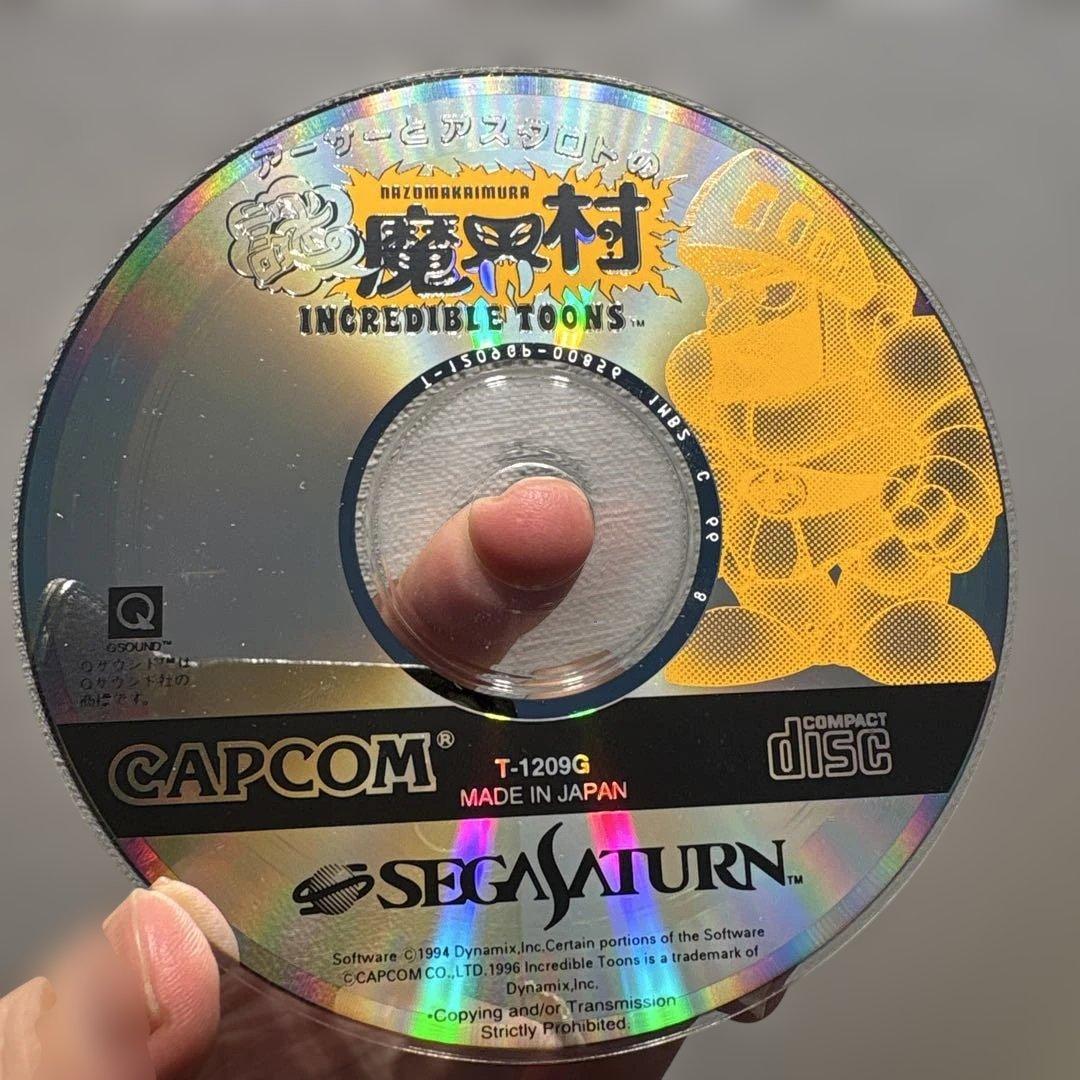 アーサーとアスタロトの
NAZOMAKAIMURA
謎魔界村
INCREDIBLE TOONS™
T-1209G
Q
QSOUND™
Qサウンド™は
Qサウンド社の
商標です。
CAPCOM®
T-1209G
MADE IN JAPAN
COMPACT
disc
SEGA SATURN™
Software ©1994 Dynamix,Inc.Certain portions of the Software
©CAPCOM CO.,LTD.1996 Incredible Toons is a trademark of
Dynamix,Inc.
•Copying and/or Transmission
Strictly Prohibited.